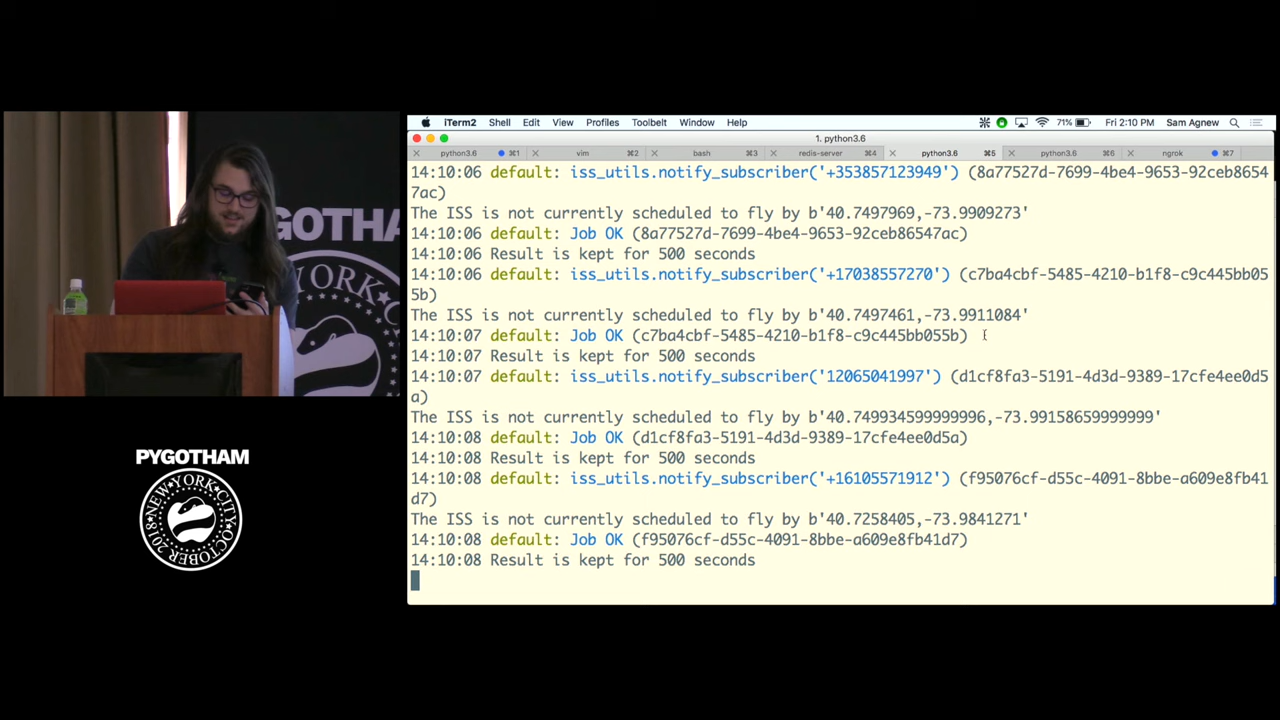 GOTHAM
YORK
PYGOTHAM
2018 • NEW • YORK • CITY • OCTOBER
iTerm2 Shell Edit View Profiles Toolbelt Window Help 71% Fri 2:10 PM Sam Agnew
1. python3.6
python3.6 ⌘1 vim ⌘2 bash ⌘3 redis-server ⌘4 python3.6 ⌘5 python3.6 ⌘6 ngrok ⌘7
14:10:06 default: iss_utils.notify_subscriber('+353857123949') (8a77527d-7699-4be4-9653-92ceb8654
7ac)
The ISS is not currently scheduled to fly by b'40.7497969,-73.9909273'
14:10:06 default: Job OK (8a77527d-7699-4be4-9653-92ceb86547ac)
14:10:06 Result is kept for 500 seconds
14:10:06 default: iss_utils.notify_subscriber('+17038557270') (c7ba4cbf-5485-4210-b1f8-c9c445bb05
5b)
The ISS is not currently scheduled to fly by b'40.7497461,-73.9911084'
14:10:07 default: Job OK (c7ba4cbf-5485-4210-b1f8-c9c445bb055b)
14:10:07 Result is kept for 500 seconds
14:10:07 default: iss_utils.notify_subscriber('12065041997') (d1cf8fa3-5191-4d3d-9389-17cfe4ee0d5
a)
The ISS is not currently scheduled to fly by b'40.749934599999996,-73.99158659999999'
14:10:08 default: Job OK (d1cf8fa3-5191-4d3d-9389-17cfe4ee0d5a)
14:10:08 Result is kept for 500 seconds
14:10:08 default: iss_utils.notify_subscriber('+16105571912') (f95076cf-d55c-4091-8bbe-a609e8fb41
d7)
The ISS is not currently scheduled to fly by b'40.7258405,-73.9841271'
14:10:08 default: Job OK (f95076cf-d55c-4091-8bbe-a609e8fb41d7)
14:10:08 Result is kept for 500 seconds